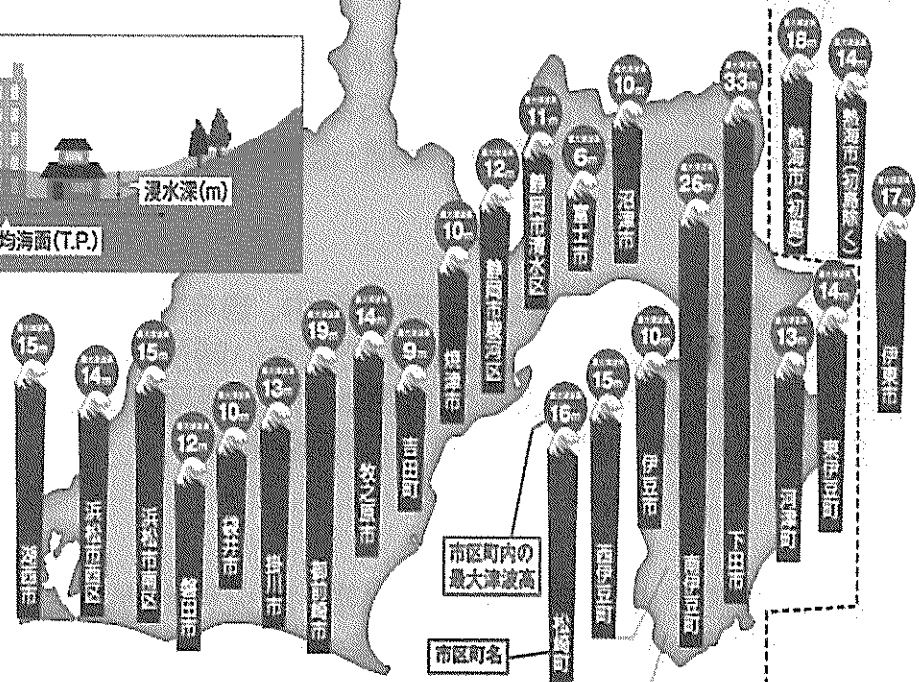 浸水深(m)
均海面(T.P.)
15m
湖西市
14m
浜松市西区
15m
浜松市南区
12m
磐田市
10m
袋井市
13m
掛川市
19m
御前崎市
14m
牧之原市
9m
吉田町
10m
焼津市
12m
静岡市駿河区
11m
静岡市清水区
6m
富士市
10m
沼津市
16m
松崎町
15m
西伊豆町
10m
伊豆市
26m
南伊豆町
33m
下田市
13m
河津町
14m
東伊豆町
18m
熱海市(初島)
14m
熱海市(初島除く)
17m
伊東市
市区町内の
最大津波高
市区町名